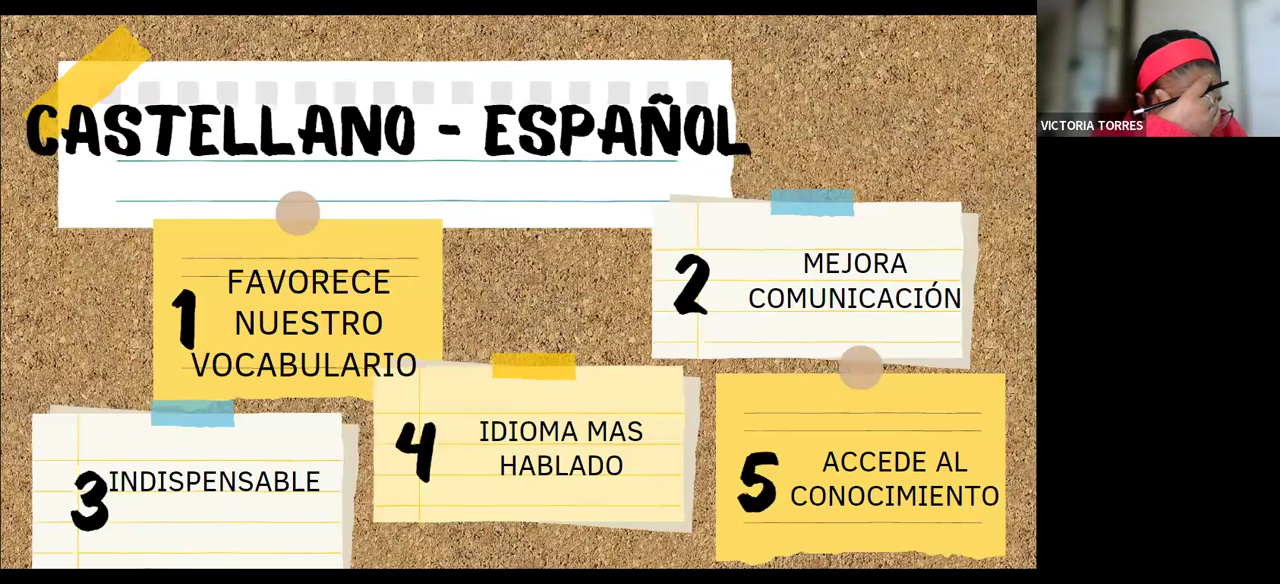 CASTELLANO - ESPAÑOL
1
FAVORECE
NUESTRO
VOCABULARIO
2
MEJORA
COMUNICACIÓN
3
INDISPENSABLE
4
IDIOMA MAS
HABLADO
5
ACCEDE AL
CONOCIMIENTO
VICTORIA TORRES